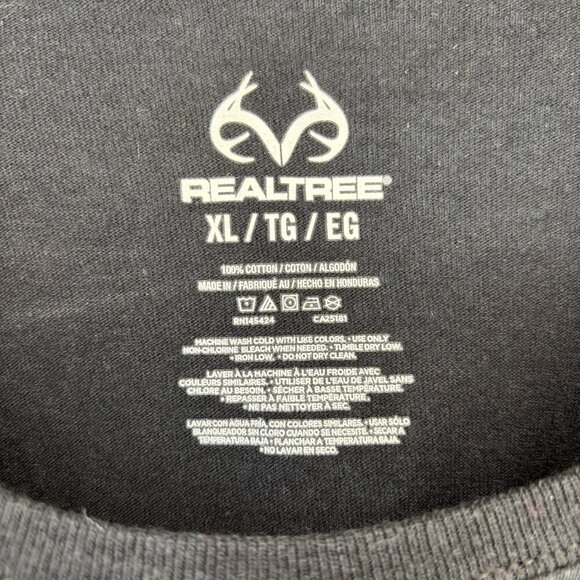 REALTREE®
XL / TG / EG
100% COTTON / COTON / ALGODÓN
MADE IN / FABRIQUÉ AU / HECHO EN HONDURAS
RN145424 CA25181
MACHINE WASH COLD WITH LIKE COLORS. • USE ONLY
NON-CHLORINE BLEACH WHEN NEEDED. • TUMBLE DRY LOW.
• IRON LOW. • DO NOT DRY CLEAN.
LAVER À LA MACHINE À L'EAU FROIDE AVEC
COULEURS SIMILAIRES. • UTILISER DE L'EAU DE JAVEL SANS
CHLORE AU BESOIN. • SÉCHER À BASSE TEMPÉRATURE.
• REPASSER À FAIBLE TEMPÉRATURE.
• NE PAS NETTOYER À SEC.
LAVAR CON AGUA FRÍA, CON COLORES SIMILARES. • USAR SÓLO
BLANQUEADOR SIN CLORO CUANDO SE NECESITE. • SECAR A
TEMPERATURA BAJA. • PLANCHAR A TEMPERATURA BAJA.
• NO LAVAR EN SECO.